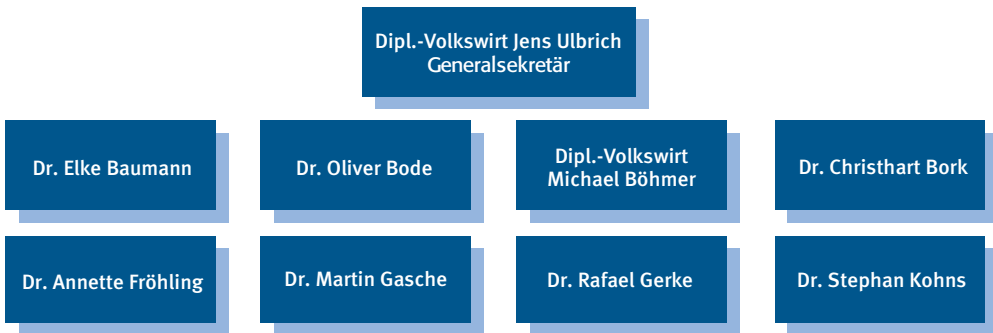 Dipl.-Volkswirt Jens Ulbrich
Generalsekretär
Dr. Elke Baumann
Dr. Oliver Bode
Dipl.-Volkswirt
Michael Böhmer
Dr. Christhart Bork
Dr. Annette Fröhling
Dr. Martin Gasche
Dr. Rafael Gerke
Dr. Stephan Kohns